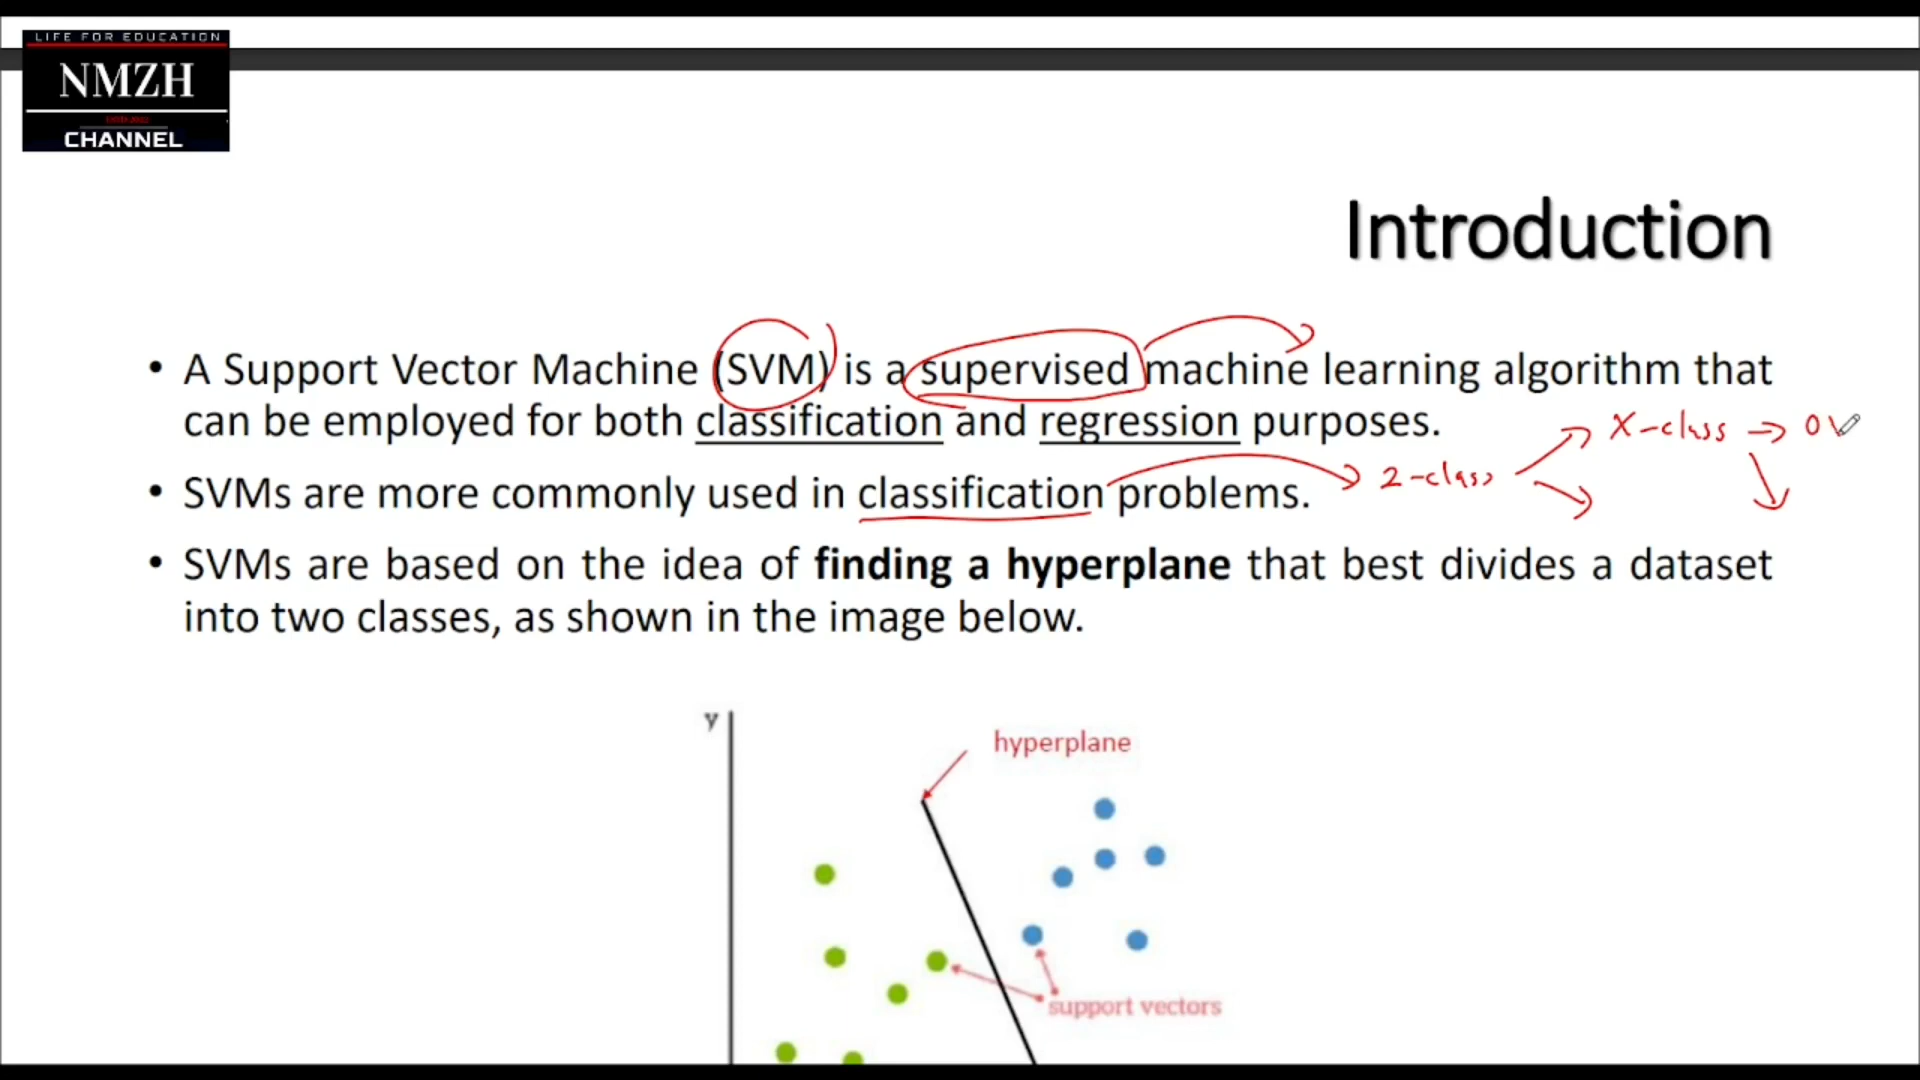 LIFE FOR EDUCATION
NMZH
CHANNEL
Introduction
• A Support Vector Machine (SVM) is a supervised machine learning algorithm that
can be employed for both classification and regression purposes.
X-class → O
• SVMs are more commonly used in classification problems.
2-class
• SVMs are based on the idea of finding a hyperplane that best divides a dataset
into two classes, as shown in the image below.
y
hyperplane
support vectors